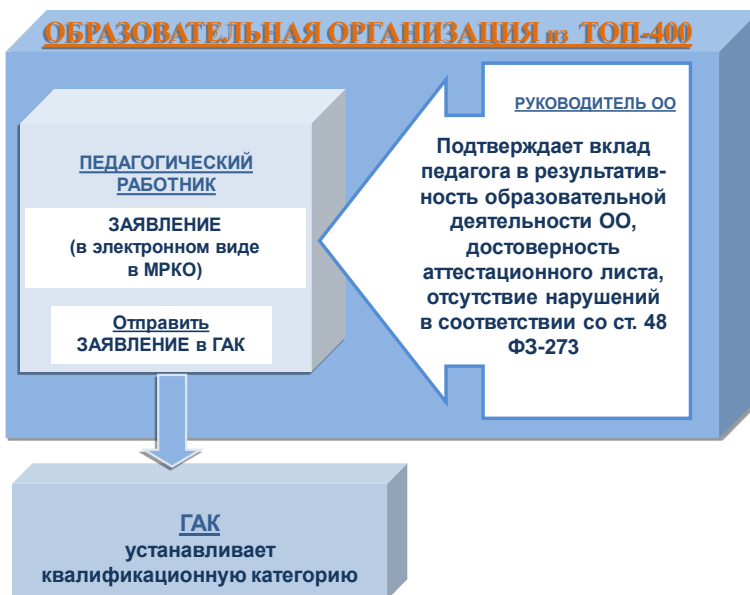 ОБРАЗОВАТЕЛЬНАЯ ОРГАНИЗАЦИЯ из ТОП-400
ПЕДАГОГИЧЕСКИЙ
РАБОТНИК
ЗАЯВЛЕНИЕ
(в электронном виде
в МРКО)
Отправить
ЗАЯВЛЕНИЕ в ГАК
РУКОВОДИТЕЛЬ ОО
Подтверждает вклад
педагога в результатив-
ность образовательной
деятельности ОО,
достоверность
аттестационного листа,
отсутствие нарушений
в соответствии со ст. 48
ФЗ-273
ГАК
устанавливает
квалификационную категорию